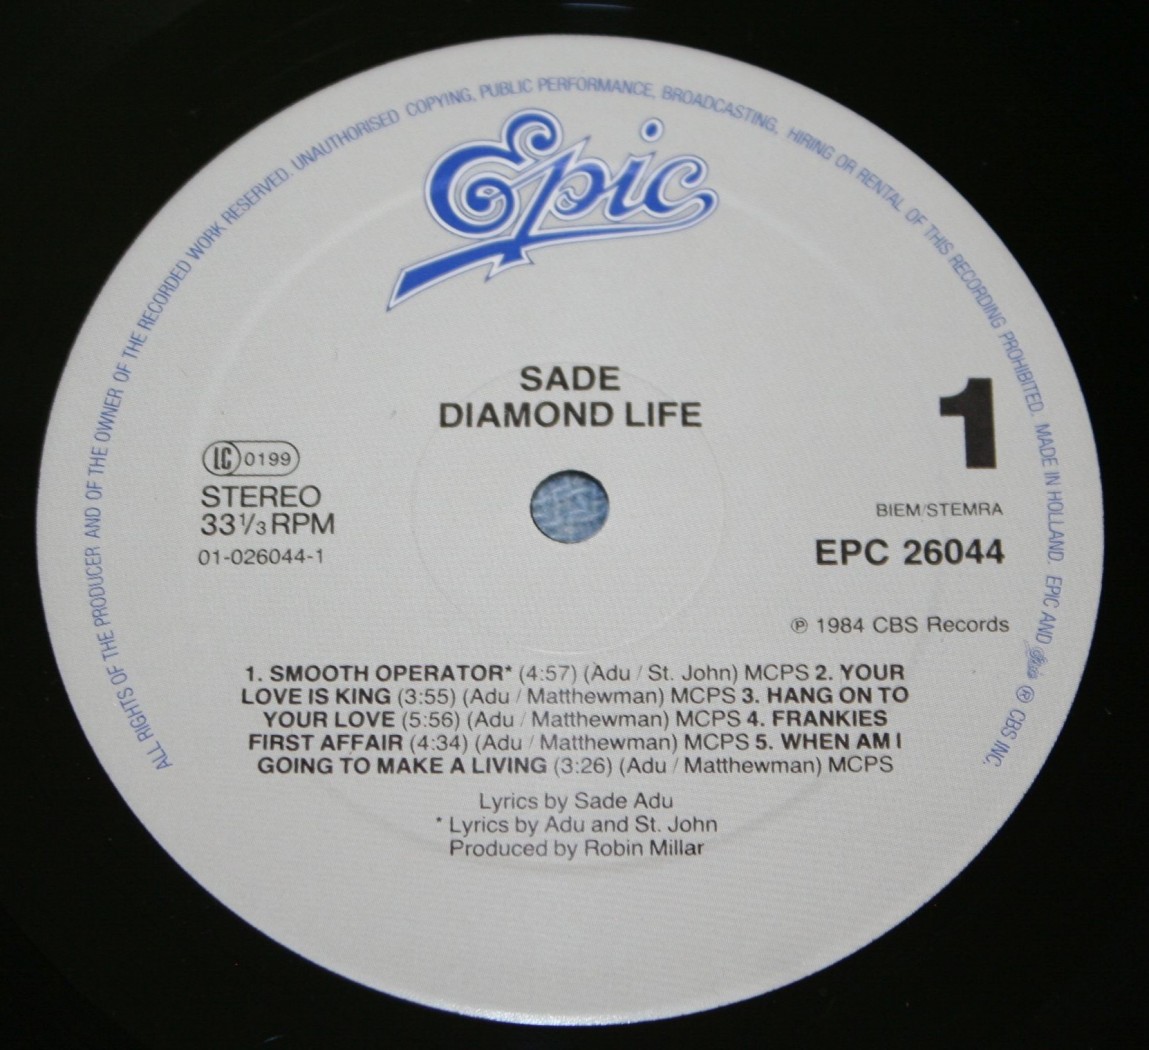 ALL RIGHTS OF THE PRODUCER AND OF THE OWNER OF THE RECORDED WORK RESERVED. UNAUTHORISED COPYING, PUBLIC PERFORMANCE, BROADCASTING, HIRING OR RENTAL OF THIS RECORDING PROHIBITED. MADE IN HOLLAND. EPIC AND Epic ® CBS INC.
Epic
SADE
DIAMOND LIFE
1
LC 0199
STEREO
33 1/3 RPM
01-026044-1
BIEM/STEMRA
EPC 26044
℗ 1984 CBS Records
1. SMOOTH OPERATOR* (4:57) (Adu / St. John) MCPS 2. YOUR
LOVE IS KING (3:55) (Adu / Matthewman) MCPS 3. HANG ON TO
YOUR LOVE (5:56) (Adu / Matthewman) MCPS 4. FRANKIES
FIRST AFFAIR (4:34) (Adu / Matthewman) MCPS 5. WHEN AM I
GOING TO MAKE A LIVING (3:26) (Adu / Matthewman) MCPS
Lyrics by Sade Adu
* Lyrics by Adu and St. John
Produced by Robin Millar